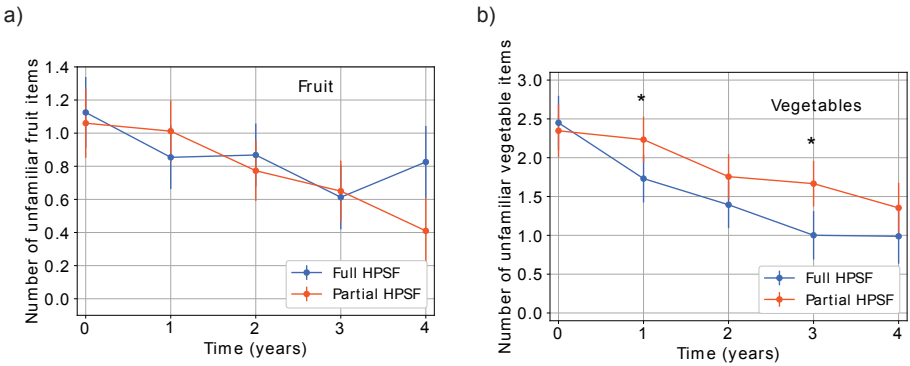 a)
Number of unfamiliar fruit items
1.4
1.2
1.0
0.8
0.6
0.4
0.2
0.0
Fruit
Full HPSF
Partial HPSF
0 1 2 3 4
Time (years)
b)
Number of unfamiliar vegetable items
3.0
2.5
2.0
1.5
1.0
0.5
0.0
*
Vegetables
*
Full HPSF
Partial HPSF
0 1 2 3 4
Time (years)